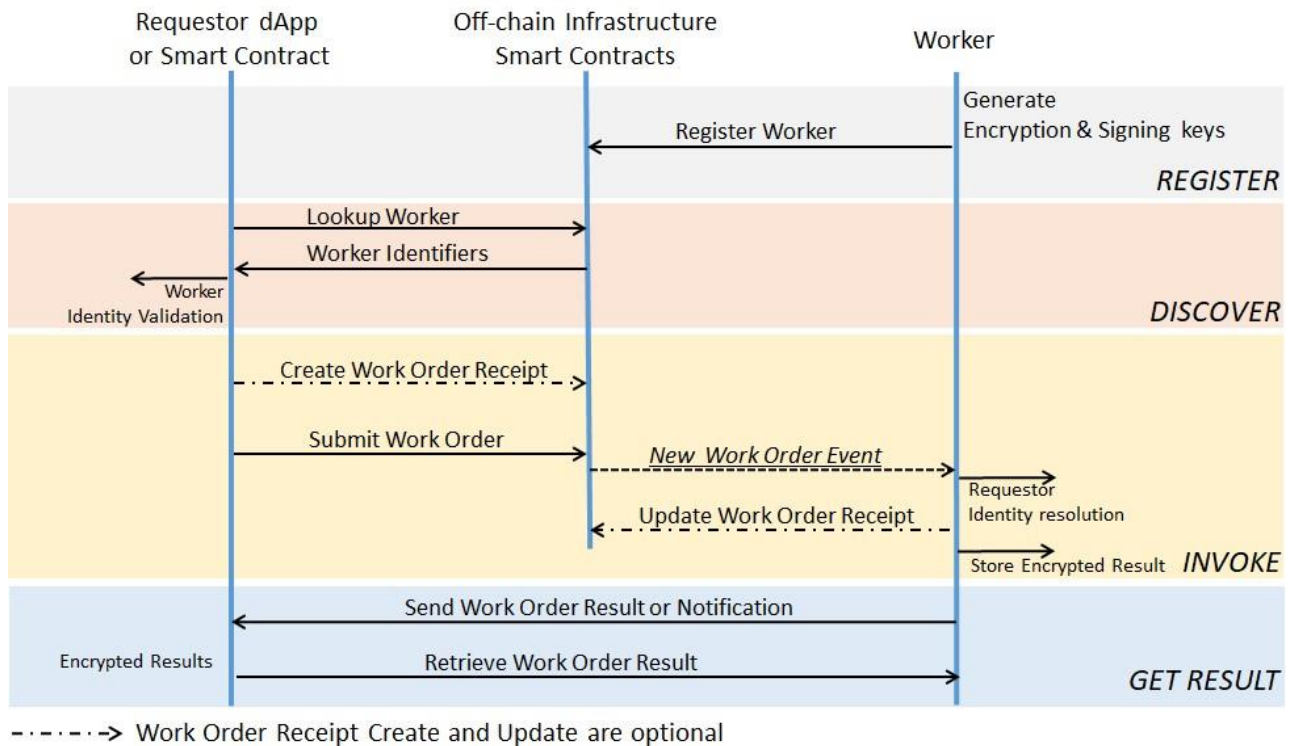 Requestor dApp
or Smart Contract
Off-chain Infrastructure
Smart Contracts
Worker
Generate
Encryption & Signing keys
Register Worker
REGISTER
Lookup Worker
Worker Identifiers
Worker
Identity Validation
DISCOVER
Create Work Order Receipt
Submit Work Order
New Work Order Event
Requestor
Identity resolution
Update Work Order Receipt
Store Encrypted Result
INVOKE
Send Work Order Result or Notification
Encrypted Results
Retrieve Work Order Result
GET RESULT
Work Order Receipt Create and Update are optional